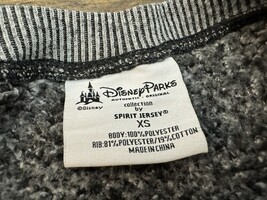 Disney PARKS
AUTHENTIC ORIGINAL
©Disney
collection
by
SPIRIT JERSEY®
XS
BODY:100%POLYESTER
RIB:81%POLYESTER/19%COTTON
MADE IN CHINA